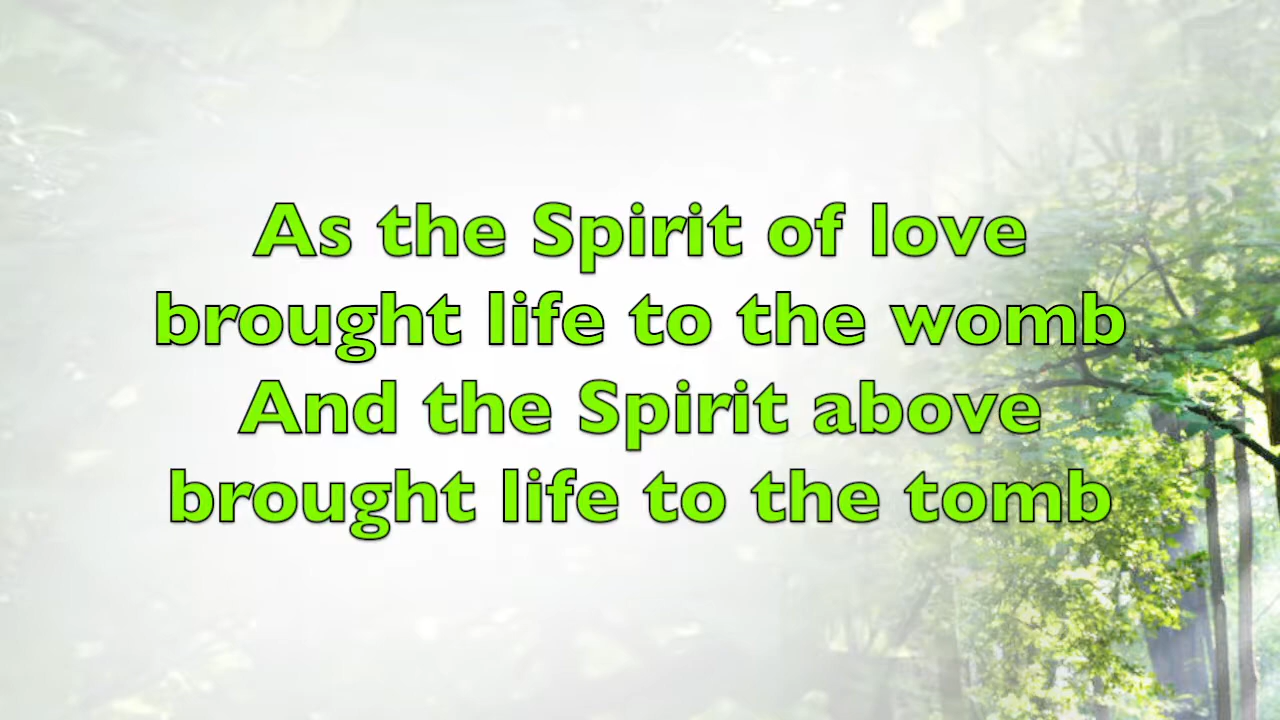 As the Spirit of love
brought life to the womb
And the Spirit above
brought life to the tomb